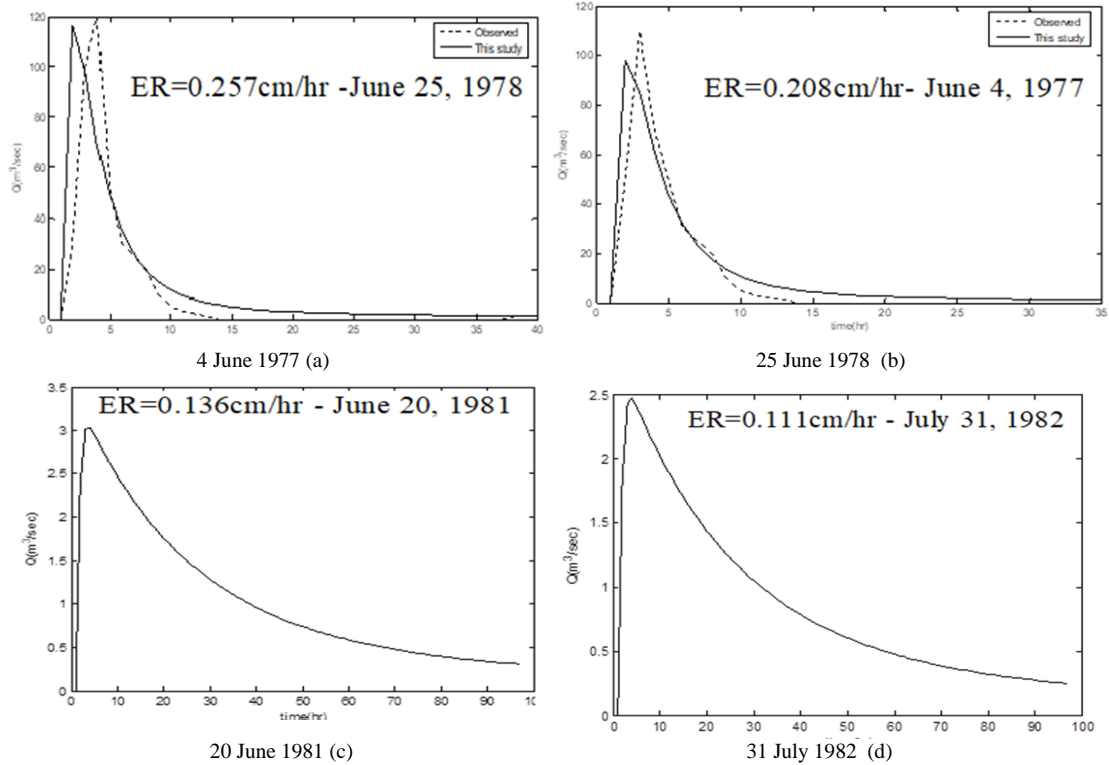 120
100
80
60
40
20
0
Q(m³/sec)
Observed
This study
ER=0.257cm/hr -June 25, 1978
0 5 10 15 20 25 30 35 40
4 June 1977 (a)
120
100
80
60
40
20
0
Q(m³/sec)
Observed
This study
ER=0.208cm/hr- June 4, 1977
0 5 10 15 20 25 30 35
time(hr)
25 June 1978 (b)
3.5
3
2.5
2
1.5
1
0.5
0
Q(m³/sec)
ER=0.136cm/hr - June 20, 1981
0 10 20 30 40 50 60 70 80 90
time(hr)
20 June 1981 (c)
2.5
2
1.5
1
0.5
0
Q(m³/sec)
ER=0.111cm/hr - July 31, 1982
0 10 20 30 40 50 60 70 80 90 100
31 July 1982 (d)